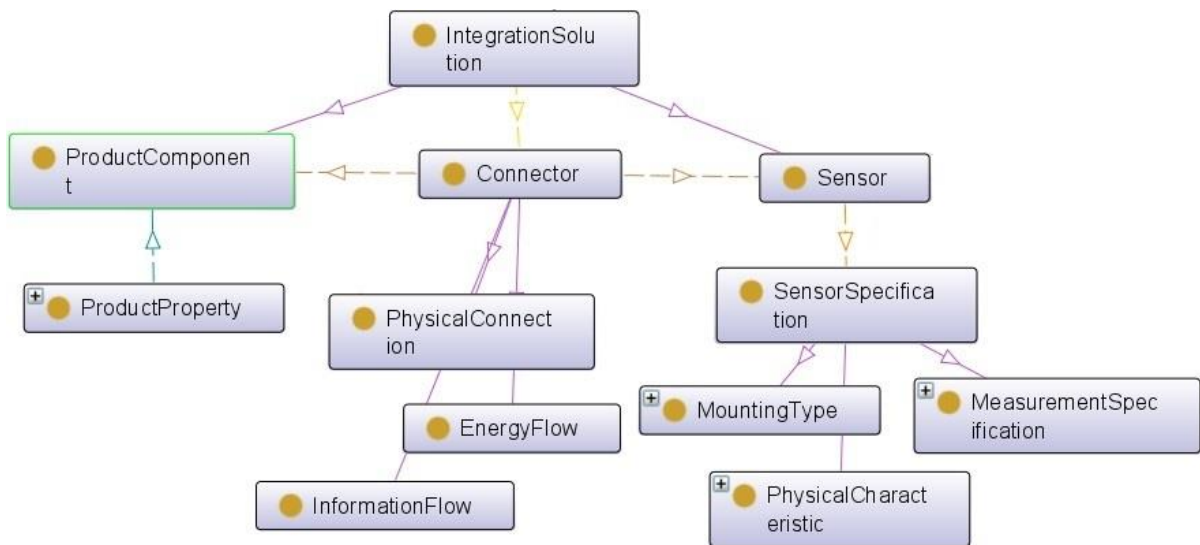 IntegrationSolu
tion
ProductComponen
t
Connector
Sensor
ProductProperty
PhysicalConnect
ion
SensorSpecifica
tion
EnergyFlow
MountingType
MeasurementSpec
ification
InformationFlow
PhysicalCharact
eristic